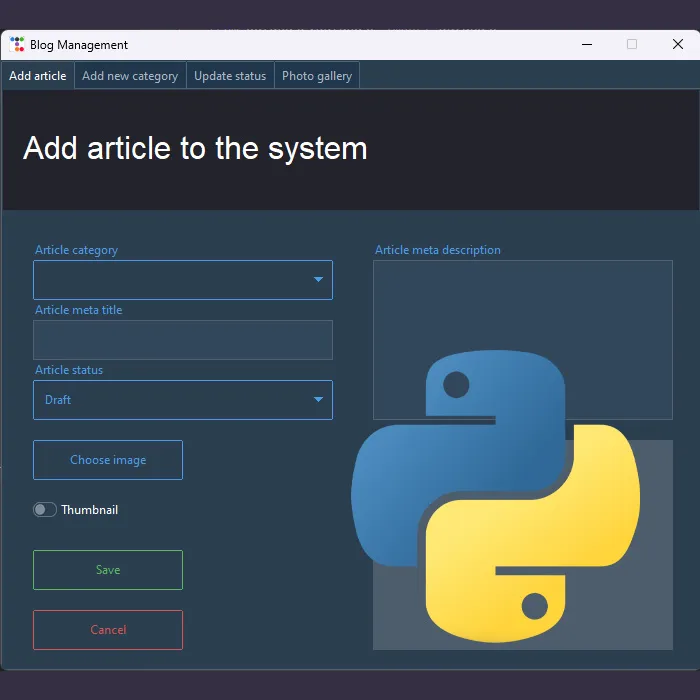 Blog Management
Add article
Add new category
Update status
Photo gallery
Add article to the system
Article category
Article meta title
Article status
Draft
Choose image
Thumbnail
Save
Cancel
Article meta description